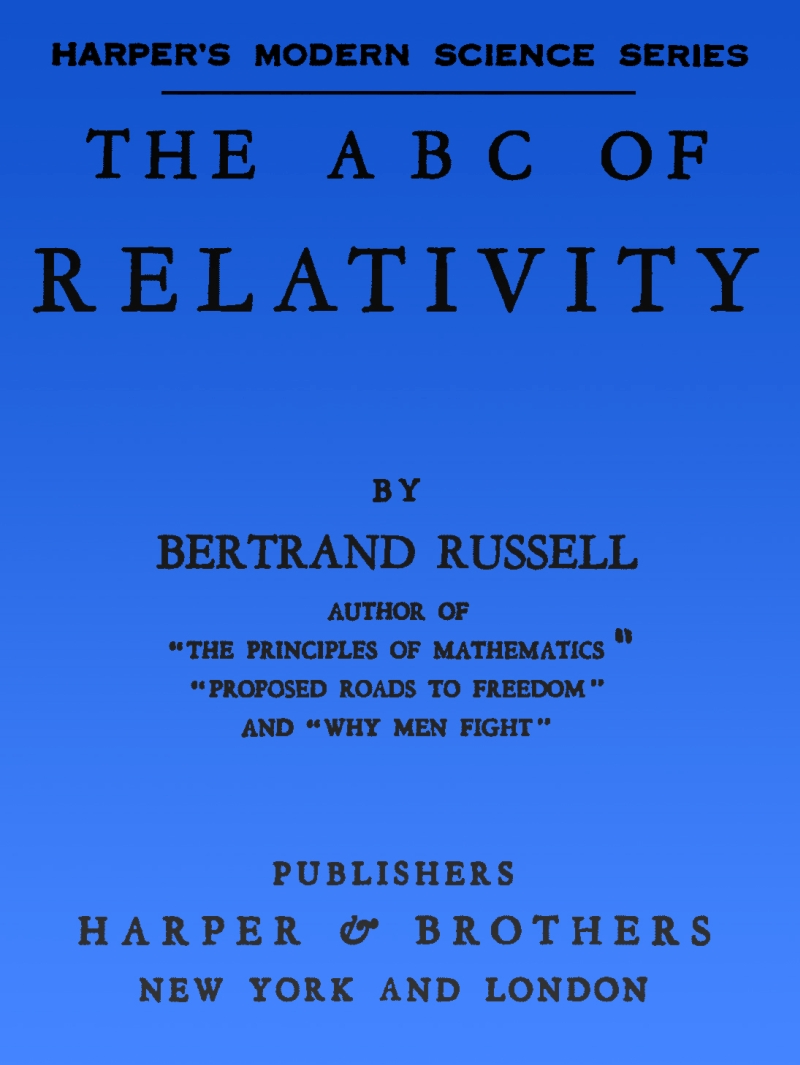 HARPER'S MODERN SCIENCE SERIES
THE ABC OF
RELATIVITY
BY
BERTRAND RUSSELL
AUTHOR OF
“THE PRINCIPLES OF MATHEMATICS”
“PROPOSED ROADS TO FREEDOM”
AND “WHY MEN FIGHT”
PUBLISHERS
HARPER & BROTHERS
NEW YORK AND LONDON